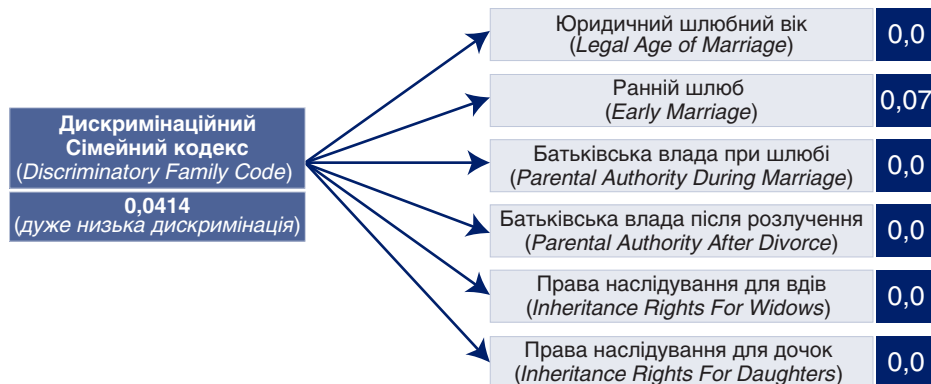 Дискримінаційний
Сімейний кодекс
(Discriminatory Family Code)
0,0414
(дуже низька дискримінація)
Юридичний шлюбний вік
(Legal Age of Marriage)
0,0
Ранній шлюб
(Early Marriage)
0,07
Батьківська влада при шлюбі
(Parental Authority During Marriage)
0,0
Батьківська влада після розлучення
(Parental Authority After Divorce)
0,0
Права наслідування для вдів
(Inheritance Rights For Widows)
0,0
Права наслідування для дочок
(Inheritance Rights For Daughters)
0,0